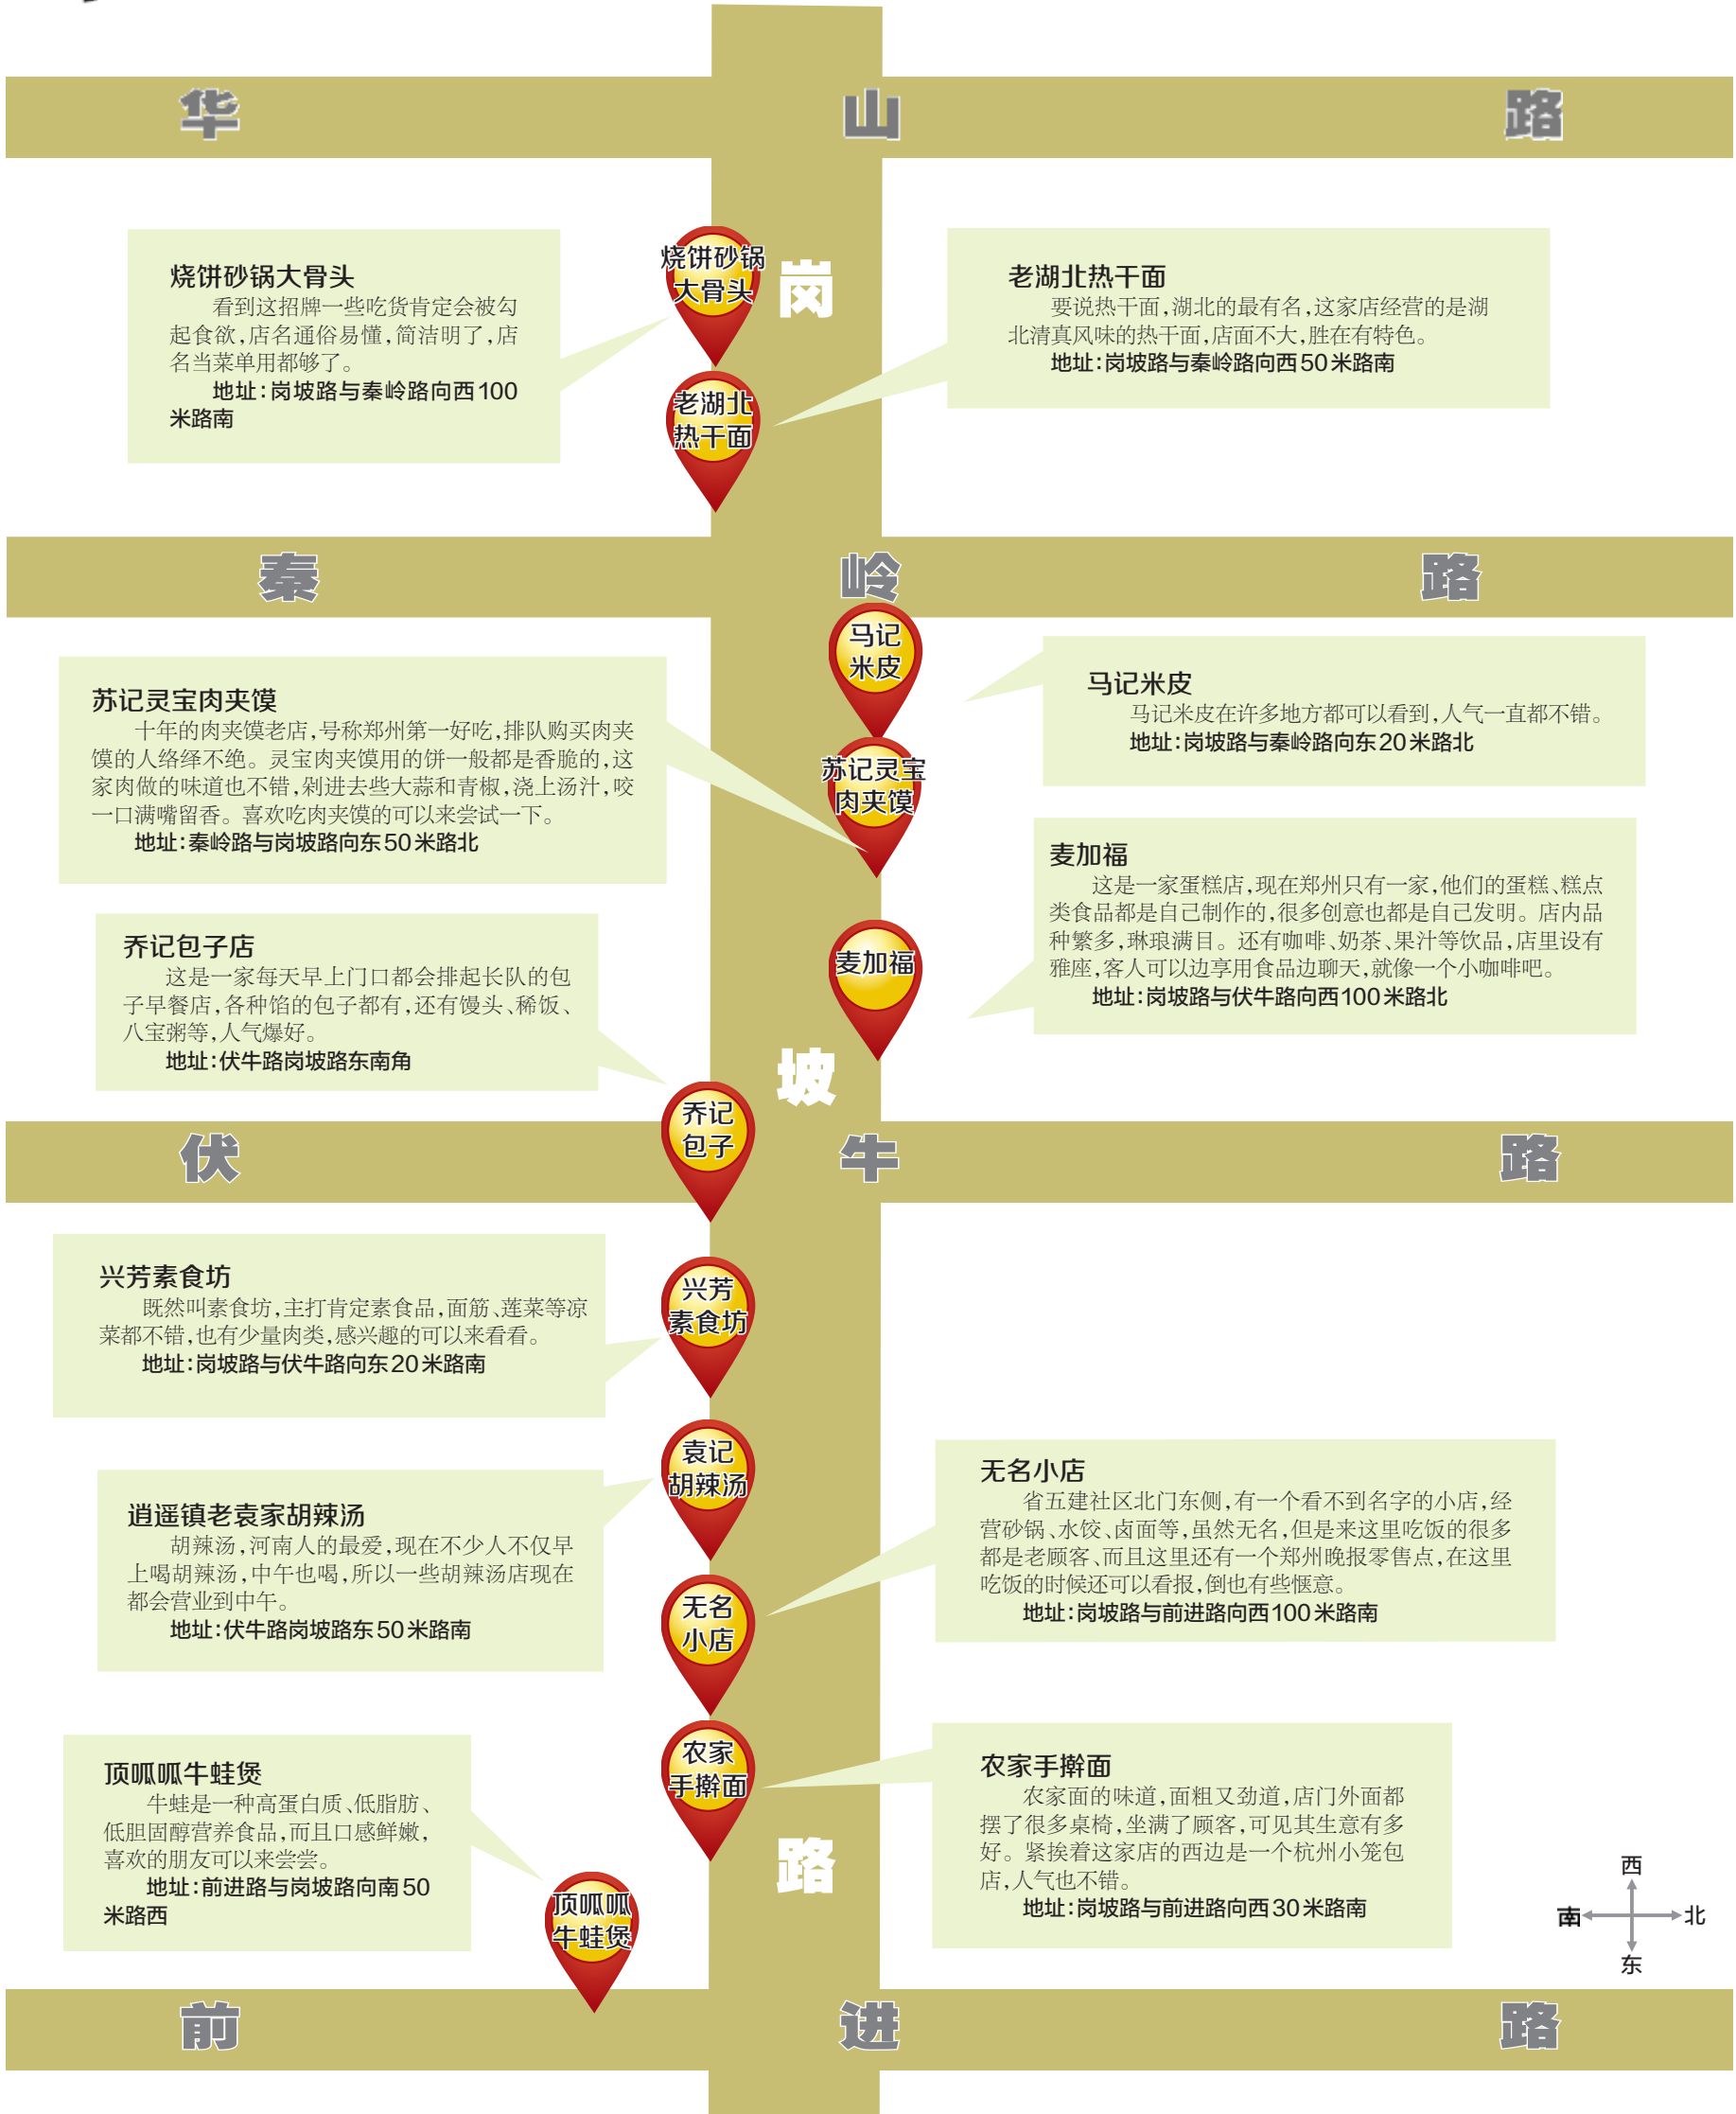 华山路
岗坡路
烧饼砂锅
大骨头
烧饼砂锅大骨头
看到这招牌一些吃货肯定会被勾
起食欲，店名通俗易懂，简洁明了，店
名当菜单用都够了。
地址：岗坡路与秦岭路向西100
米路南
老湖北热干面
要说热干面，湖北的最有名，这家店经营的是湖
北清真风味的热干面，店面不大，胜在有特色。
地址：岗坡路与秦岭路向西50米路南
老湖北
热干面
秦岭路
马记
米皮
马记米皮
马记米皮在许多地方都可以看到，人气一直都不错。
地址：岗坡路与秦岭路向东20米路北
苏记灵宝肉夹馍
十年的肉夹馍老店，号称郑州第一好吃，排队购买肉夹
馍的人络绎不绝。灵宝肉夹馍用的饼一般都是香脆的，这
家肉做的味道也不错，剁进去些大蒜和青椒，浇上汤汁，咬
一口满嘴留香。喜欢吃肉夹馍的可以来尝试一下。
地址：秦岭路与岗坡路向东50米路北
苏记灵宝
肉夹馍
麦加福
这是一家蛋糕店，现在郑州只有一家，他们的蛋糕、糕点
类食品都是自己制作的，很多创意也都是自己发明。店内品
种繁多，琳琅满目。还有咖啡、奶茶、果汁等饮品，店里设有
雅座，客人可以边享用食品边聊天，就像一个小咖啡吧。
地址：岗坡路与伏牛路向西100米路北
麦加福
乔记包子店
这是一家每天早上门口都会排起长队的包
子早餐店，各种馅的包子都有，还有馒头、稀饭、
八宝粥等，人气爆好。
地址：伏牛路岗坡路东南角
乔记
包子
伏牛路
兴芳素食坊
既然叫素食坊，主打肯定素食品，面筋、莲菜等凉
菜都不错，也有少量肉类，感兴趣的可以来看看。
地址：岗坡路与伏牛路向东20米路南
兴芳
素食坊
袁记
胡辣汤
逍遥镇老袁家胡辣汤
胡辣汤，河南人的最爱，现在不少人不仅早
上喝胡辣汤，中午也喝，所以一些胡辣汤店现在
都会营业到中午。
地址：伏牛路岗坡路东50米路南
无名小店
省五建社区北门东侧，有一个看不到名字的小店，经
营砂锅、水饺、卤面等，虽然无名，但是来这里吃饭的很多
都是老顾客、而且这里还有一个郑州晚报零售点，在这里
吃饭的时候还可以看报，倒也有些惬意。
地址：岗坡路与前进路向西100米路南
无名
小店
农家
手擀面
农家手擀面
农家面的味道，面粗又劲道，店门外面都
摆了很多桌椅，坐满了顾客，可见其生意有多
好。紧挨着这家店的西边是一个杭州小笼包
店，人气也不错。
地址：岗坡路与前进路向西30米路南
顶呱呱牛蛙煲
牛蛙是一种高蛋白质、低脂肪、
低胆固醇营养食品，而且口感鲜嫩，
喜欢的朋友可以来尝尝。
地址：前进路与岗坡路向南50
米路西
顶呱呱
牛蛙煲
西
南
北
东
前进路